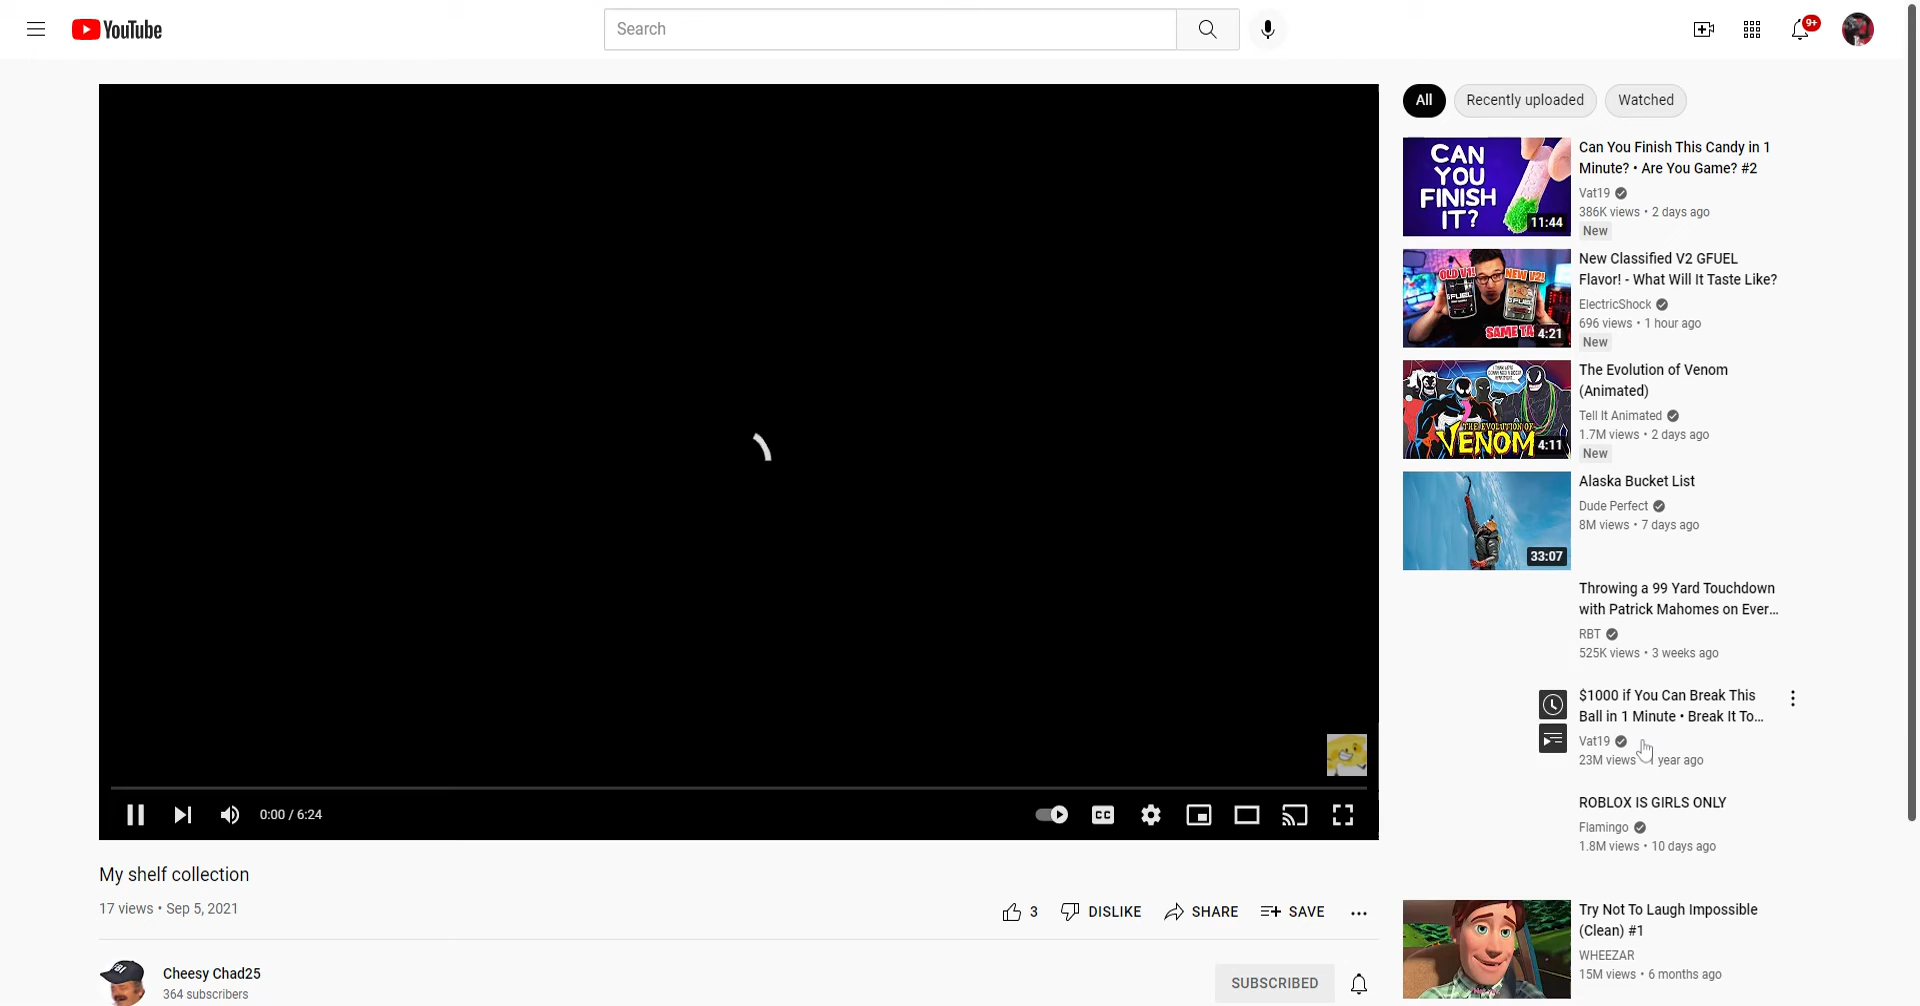 YouTube
Search
9+
All
Recently uploaded
Watched
CAN
YOU
FINISH
IT?
11:44
Can You Finish This Candy in 1
Minute? • Are You Game? #2
Vat19
386K views • 2 days ago
New
OLD V1!
NEW V2!
GFUEL
GFUEL
SAME TA
4:21
New Classified V2 GFUEL
Flavor! - What Will It Taste Like?
ElectricShock
696 views • 1 hour ago
New
THE EVOLUTION OF
VENOM
4:11
The Evolution of Venom
(Animated)
Tell It Animated
1.7M views • 2 days ago
New
33:07
Alaska Bucket List
Dude Perfect
8M views • 7 days ago
Throwing a 99 Yard Touchdown
with Patrick Mahomes on Ever...
RBT
525K views • 3 weeks ago
$1000 if You Can Break This
Ball in 1 Minute • Break It To...
Vat19
23M views year ago
ROBLOX IS GIRLS ONLY
Flamingo
1.8M views • 10 days ago
Try Not To Laugh Impossible
(Clean) #1
WHEEZAR
15M views • 6 months ago
0:00 / 6:24
CC
My shelf collection
17 views • Sep 5, 2021
3
DISLIKE
SHARE
SAVE
Cheesy Chad25
364 subscribers
SUBSCRIBED